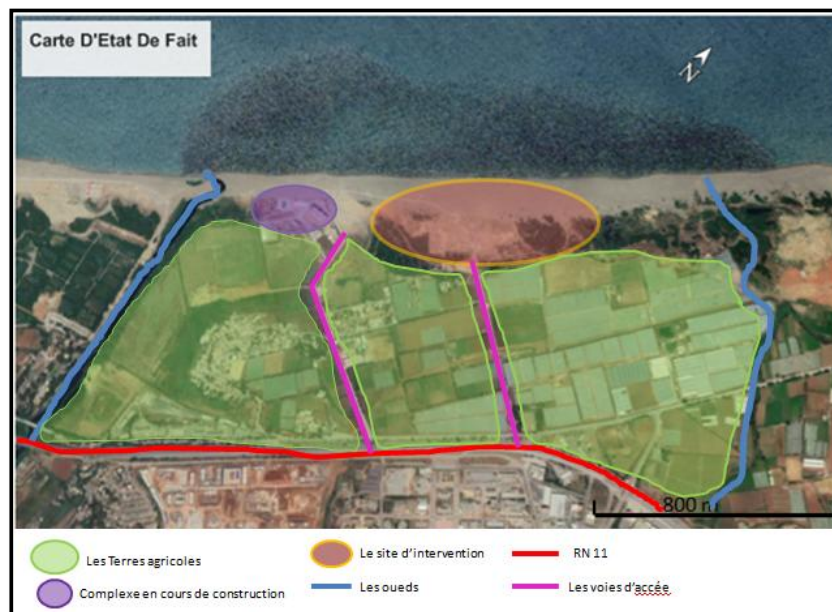 Carte D'Etat De Fait
N
800 m
Les Terres agricoles
Le site d'intervention
RN 11
Complexe en cours de construction
Les oueds
Les voies d'accée